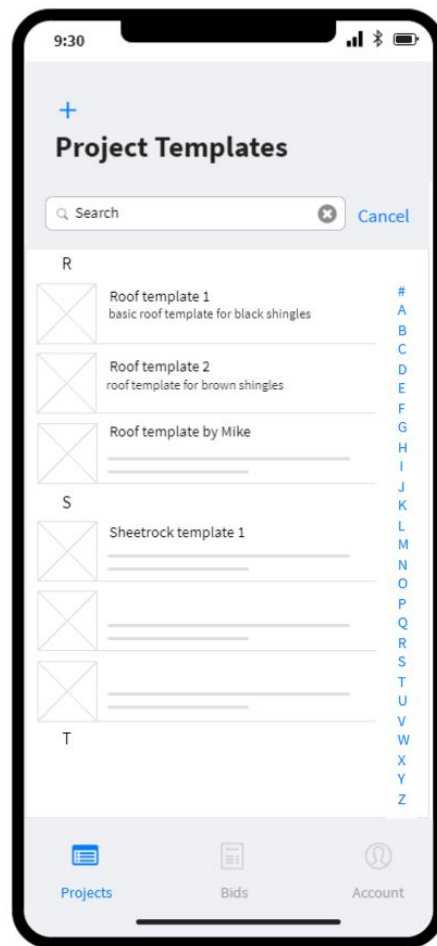 9:30
+
Project Templates
Search
Cancel
R
Roof template 1
basic roof template for black shingles
Roof template 2
roof template for brown shingles
Roof template by Mike
S
Sheetrock template 1
T
#
A
B
C
D
E
F
G
H
I
J
K
L
M
N
O
P
Q
R
S
T
U
V
W
X
Y
Z
Projects
Bids
Account